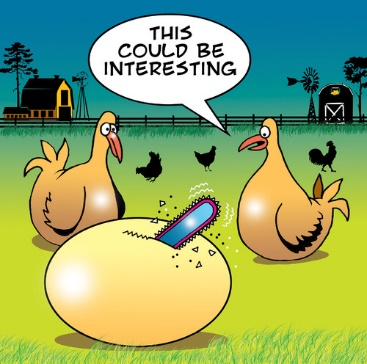 THIS
COULD BE
INTERESTING